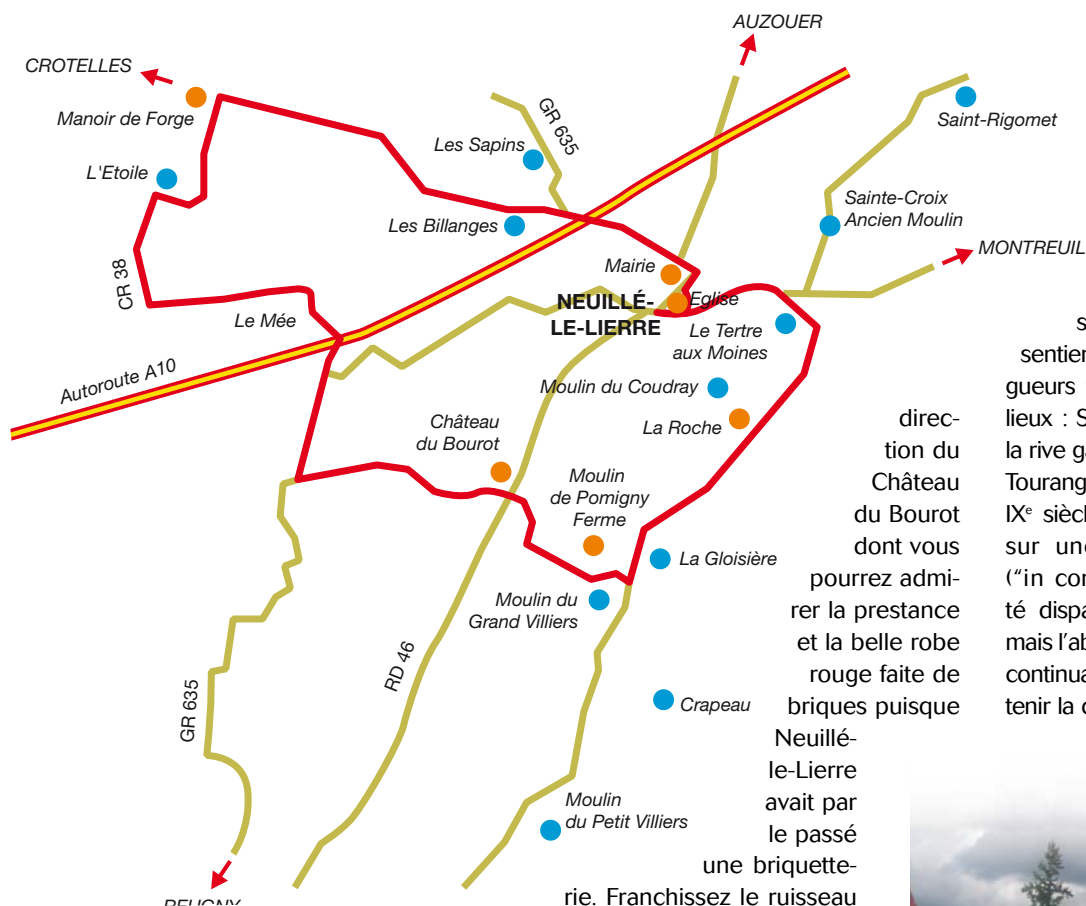 AUZOUER
CROTELLES
Manoir de Forge
GR 635
Saint-Rigomet
Les Sapins
L'Etoile
Sainte-Croix
Ancien Moulin
Les Billanges
MONTREUIL
Mairie
CR 38
NEUILLÉ-
LE-LIERRE
Eglise
Le Mée
Le Tertre
aux Moines
Autoroute A10
Moulin du Coudray
La Roche
Château
du Bourot
Moulin
de Pomigny
Ferme
La Gloisière
Moulin du
Grand Villiers
RD 46
GR 635
Crapeau
Moulin
du Petit Villiers
direc-
tion du
Château
du Bourot
dont vous
pourrez admi-
rer la prestance
et la belle robe
rouge faite de
briques puisque
Neuillé-
le-Lierre
avait par
le passé
une briquette-
rie. Franchissez le ruisseau
s
sentier
gueurs
lieux : S
la rive ga
Tourang
IXe siècl
sur une
("in con
té dispa
mais l'ab
continua
tenir la c